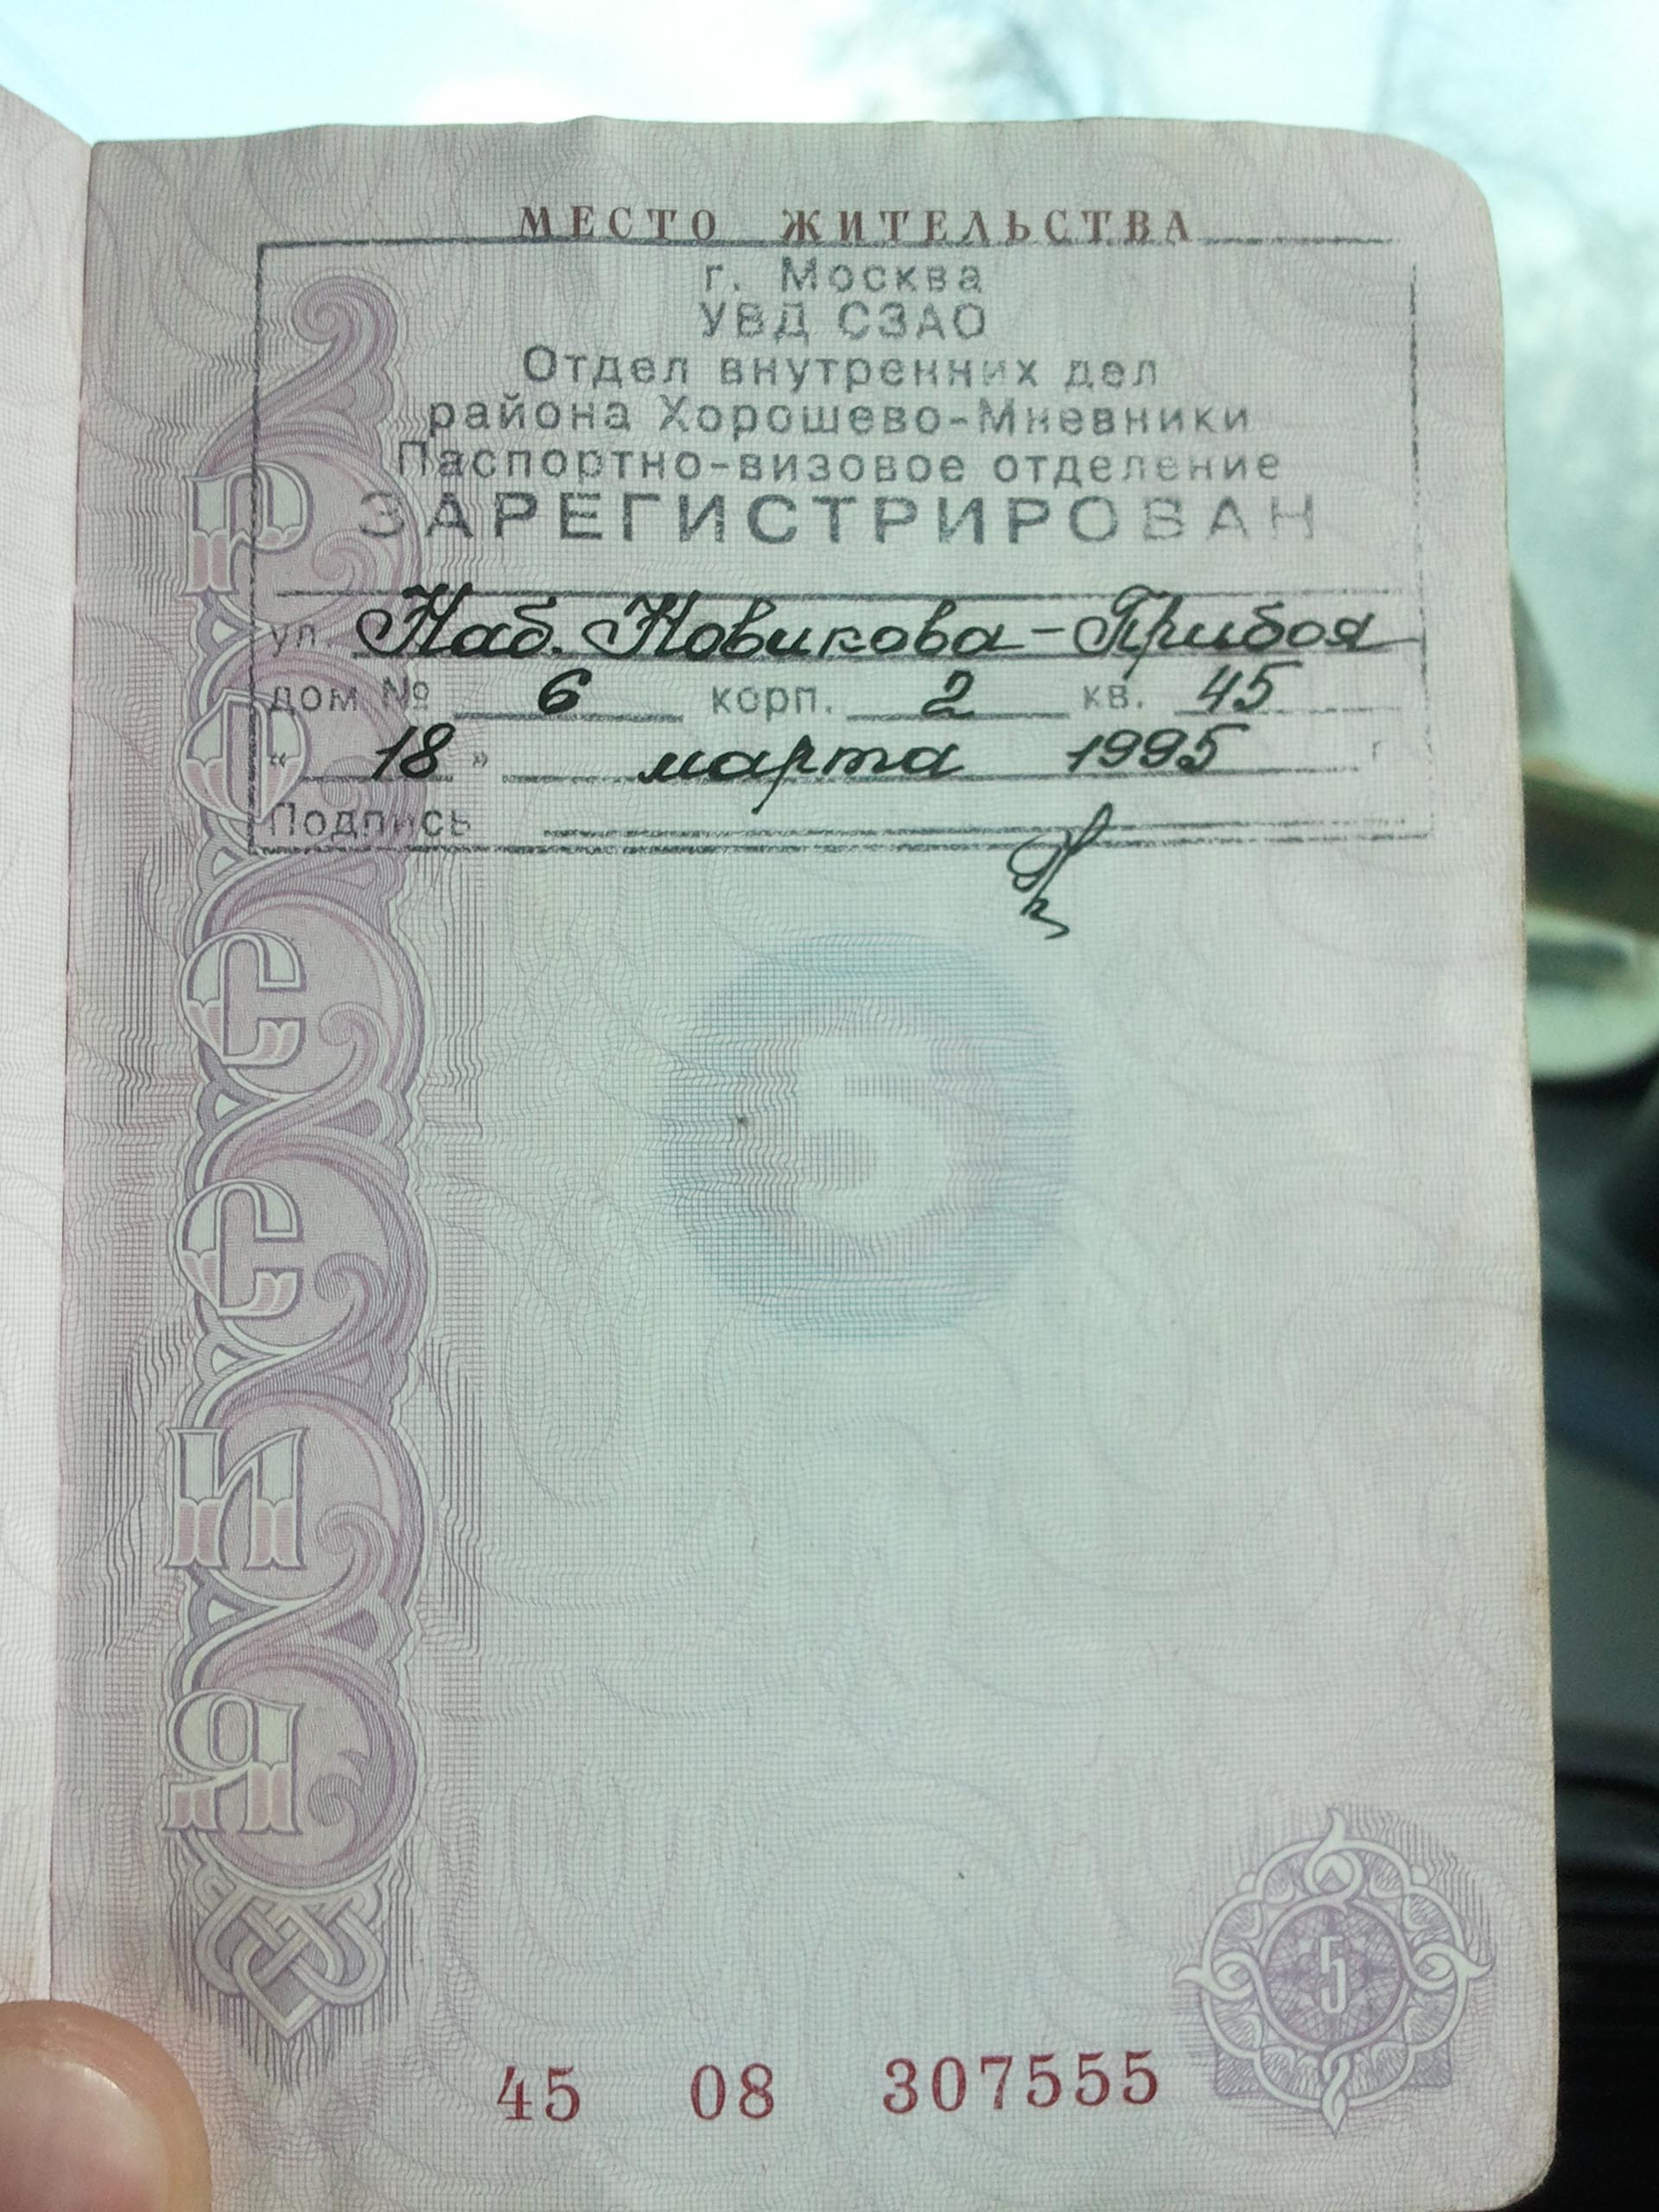 МЕСТО ЖИТЕЛЬСТВА
г. Москва
УВД СЗАО
Отдел внутренних дел
района Хорошево-Мневники
Паспортно-визовое отделение
ЗАРЕГИСТРИРОВАН
ул. Наб. Новикова-Прибоя
дом № 6 корп. 2 кв. 45
« 18 » марта 1995 г
Подпись
РОССИЯ
5
5
45 08 307555